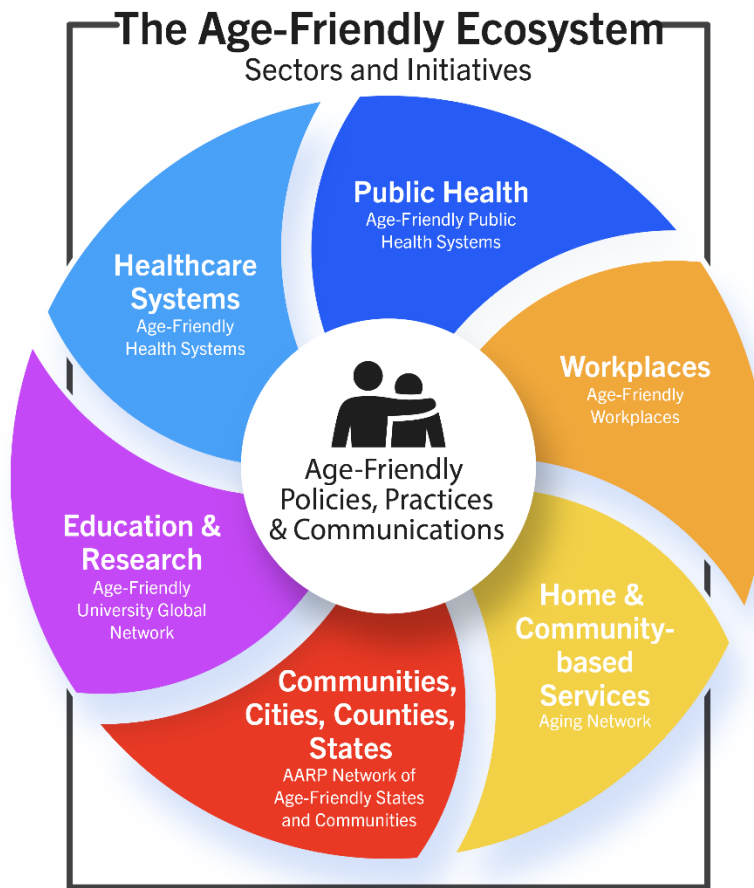 The Age-Friendly Ecosystem
Sectors and Initiatives
Public Health
Age-Friendly Public
Health Systems
Healthcare
Systems
Age-Friendly
Health Systems
Workplaces
Age-Friendly
Workplaces
Age-Friendly
Policies, Practices
& Communications
Education &
Research
Age-Friendly
University Global
Network
Home &
Community-
based
Services
Aging Network
Communities,
Cities, Counties,
States
AARP Network of
Age-Friendly States
and Communities